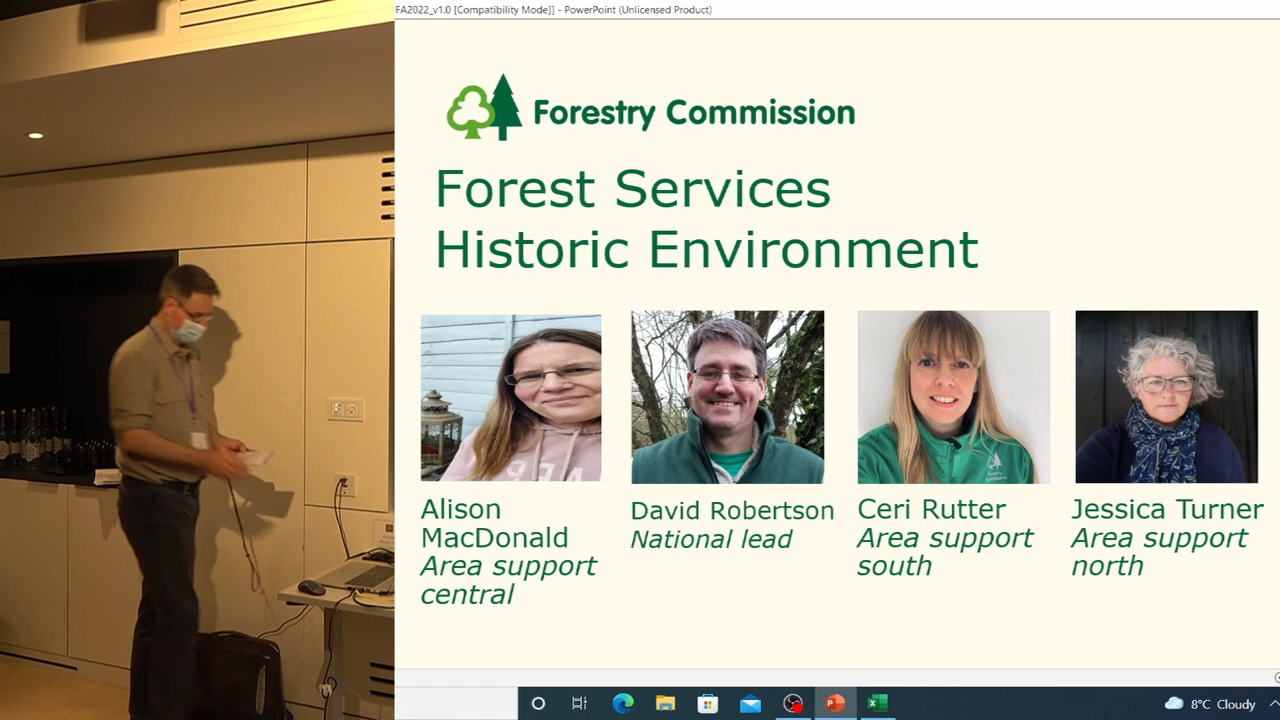 FA2022_v1.0 [Compatibility Mode]] - PowerPoint (Unlicensed Product)
Forestry Commission
Forest Services
Historic Environment
Alison
MacDonald
Area support
central
David Robertson
National lead
Ceri Rutter
Area support
south
Jessica Turner
Area support
north
8°C Cloudy